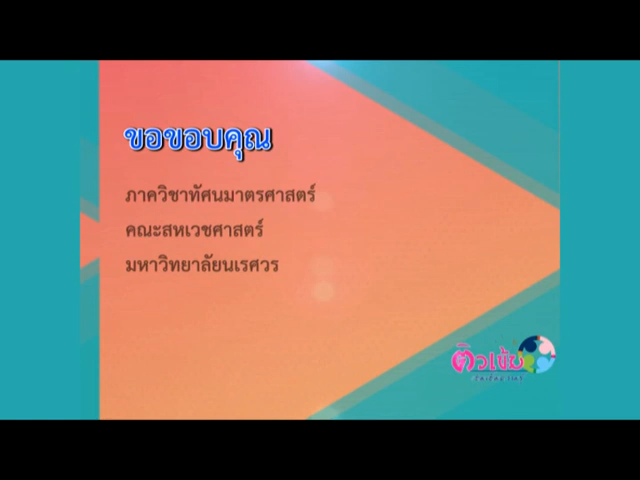 ขอขอบคุณ
ภาควิชาทัศนมาตรศาสตร์
คณะสหเวชศาสตร์
มหาวิทยาลัยนเรศวร
ติวเข้ม